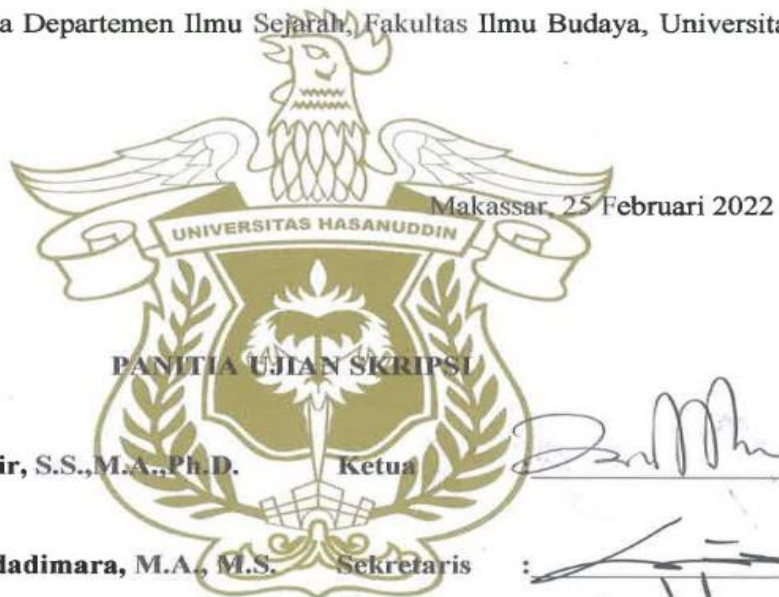 a Departemen Ilmu Sejarah, Fakultas Ilmu Budaya, Universita
Makassar, 25 Februari 2022
UNIVERSITAS HASANUDDIN
PANITIA UJIAN SKRIPSI
ir, S.S.,M.A.,Ph.D. Ketua :
dadimara, M.A., M.S. Sekretaris :